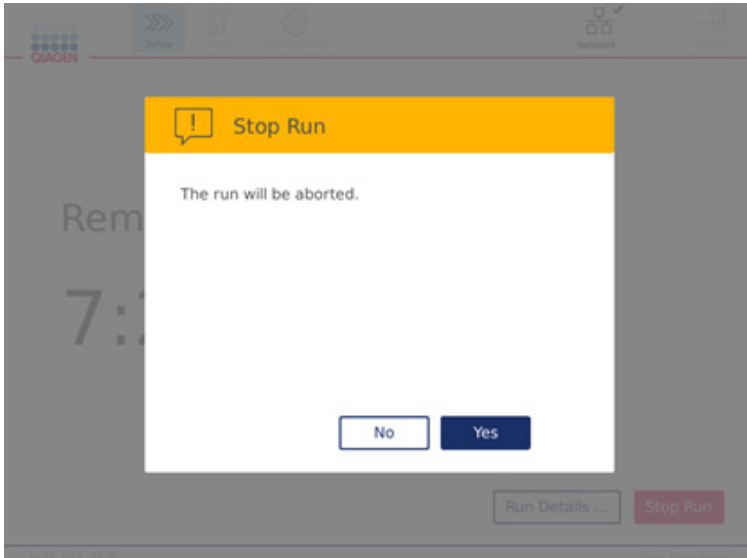 QIAGEN
Setup
Network
Stop Run
The run will be aborted.
Rem
7:
No
Yes
Run Details ...
Stop Run